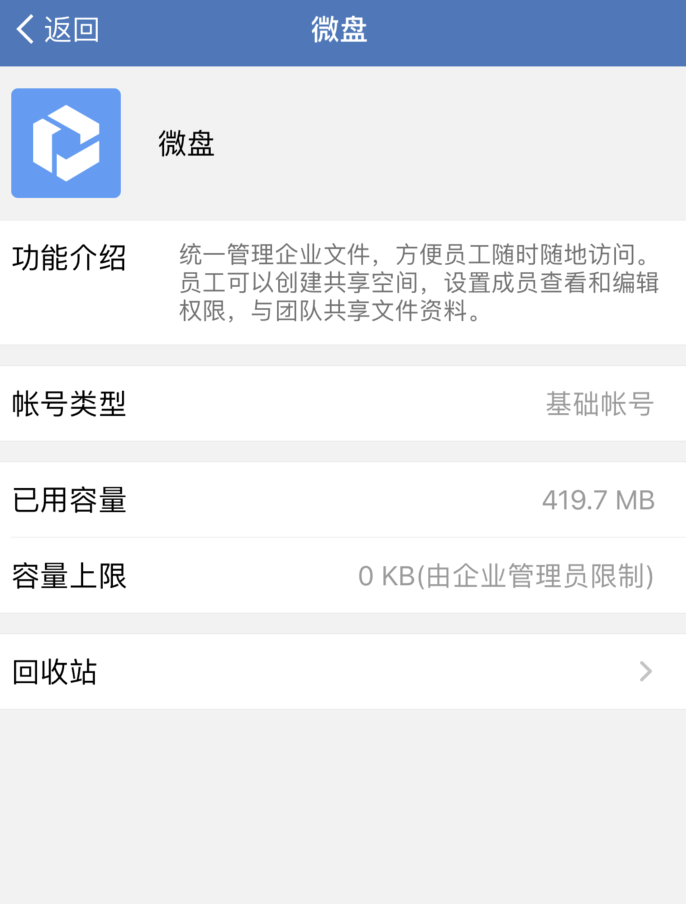 返回
微盘
微盘
功能介绍
统一管理企业文件，方便员工随时随地访问。
员工可以创建共享空间，设置成员查看和编辑
权限，与团队共享文件资料。
帐号类型
基础帐号
已用容量
419.7 MB
容量上限
0 KB(由企业管理员限制)
回收站